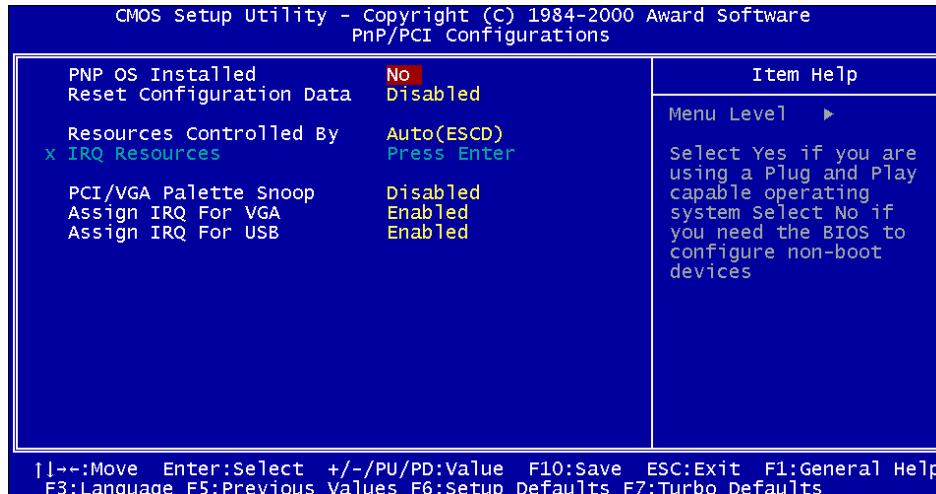 CMOS Setup Utility - Copyright (C) 1984-2000 Award Software
PnP/PCI Configurations
PNP OS Installed No
Reset Configuration Data Disabled
Resources Controlled By Auto(ESCD)
x IRQ Resources Press Enter
PCI/VGA Palette Snoop Disabled
Assign IRQ For VGA Enabled
Assign IRQ For USB Enabled
Item Help
Menu Level ▶
Select Yes if you are
using a Plug and Play
capable operating
system Select No if
you need the BIOS to
configure non-boot
devices
↑↓→←:Move Enter:Select +/-/PU/PD:Value F10:Save ESC:Exit F1:General Help
F3:Language F5:Previous Values F6:Setup Defaults F7:Turbo Defaults